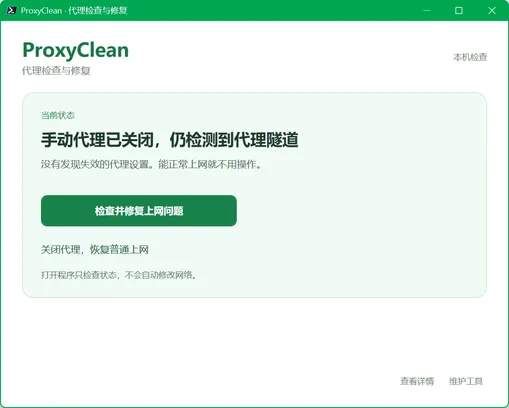 ProxyClean - 代理检查与修复
ProxyClean
代理检查与修复
本机检查
当前状态
手动代理已关闭，仍检测到代理隧道
没有发现失效的代理设置。能正常上网就不用操作。
检查并修复上网问题
关闭代理，恢复普通上网
打开程序只检查状态，不会自动修改网络。
查看详情
维护工具